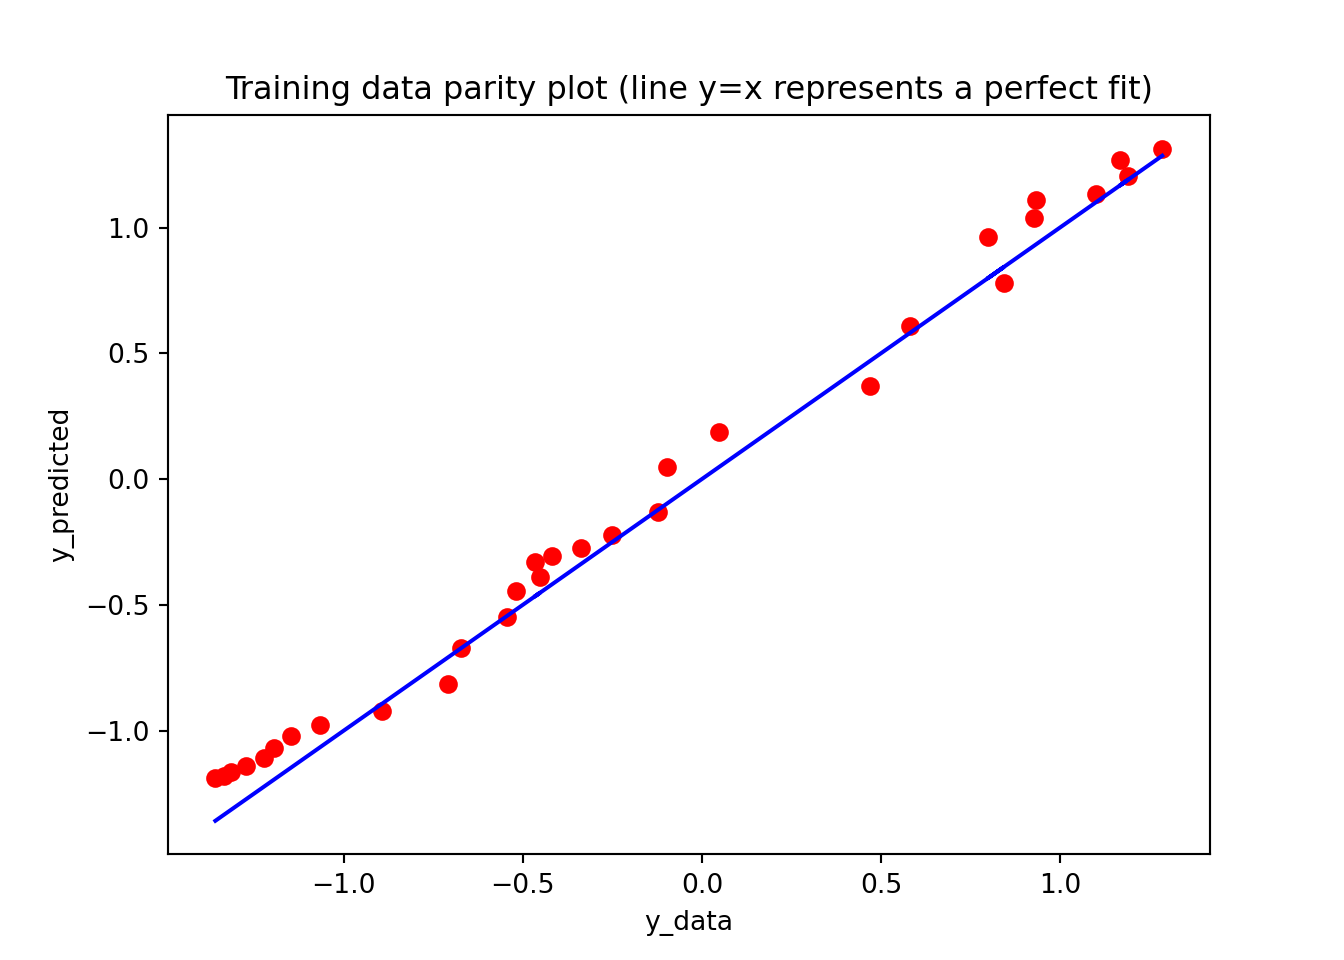 Training data parity plot (line y=x represents a perfect fit)
y_predicted
1.0
0.5
0.0
−0.5
−1.0
−1.0 −0.5 0.0 0.5 1.0
y_data